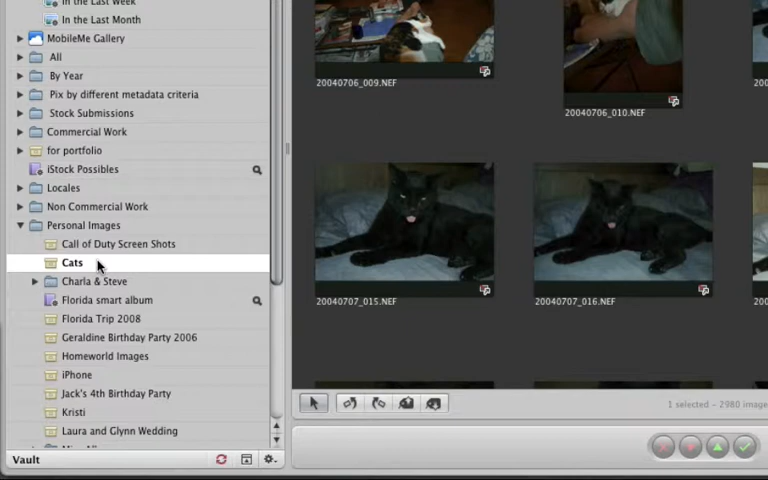 In the Last Week
In the Last Month
MobileMe Gallery
All
By Year
Pix by different metadata criteria
Stock Submissions
Commercial Work
for portfolio
iStock Possibles
Locales
Non Commercial Work
Personal Images
Call of Duty Screen Shots
Cats
Charla & Steve
Florida smart album
Florida Trip 2008
Geraldine Birthday Party 2006
Homeworld Images
iPhone
Jack's 4th Birthday Party
Kristi
Laura and Glynn Wedding
Vault
20040706_009.NEF
20040706_010.NEF
20040707_015.NEF
20040707_016.NEF
1 selected - 2980 image